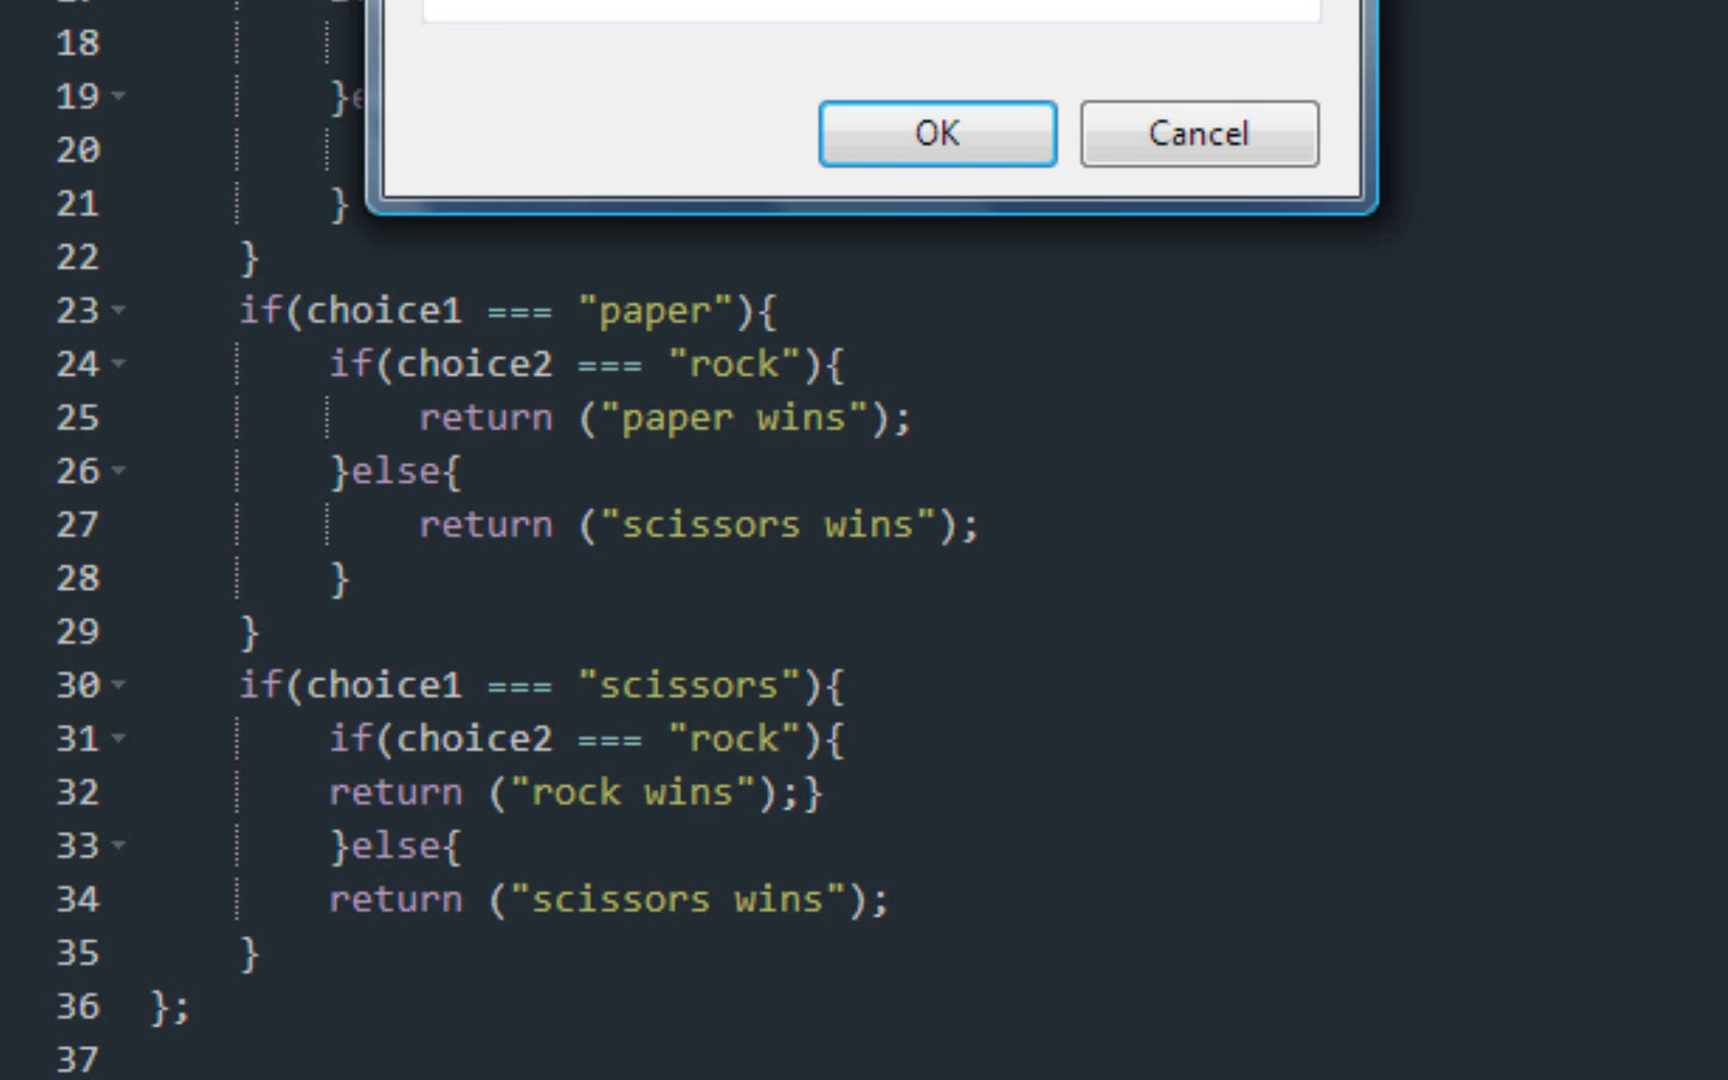 18
19 }e
20
21 }
22 }
OK Cancel
23 if(choice1 === "paper"){
24 if(choice2 === "rock"){
25 return ("paper wins");
26 }else{
27 return ("scissors wins");
28 }
29 }
30 if(choice1 === "scissors"){
31 if(choice2 === "rock"){
32 return ("rock wins");}
33 }else{
34 return ("scissors wins");
35 }
36 };
37